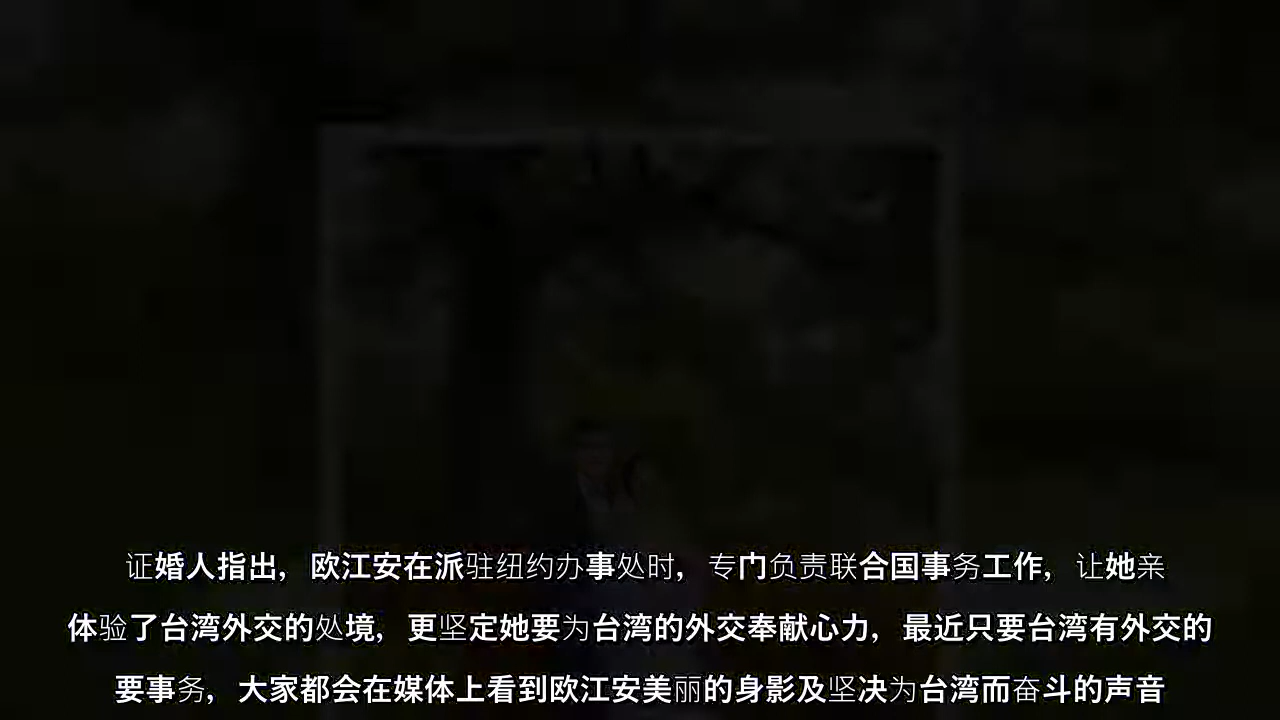 证婚人指出，欧江安在派驻纽约办事处时，专门负责联合国事务工作，让她亲
体验了台湾外交的处境，更坚定她要为台湾的外交奉献心力，最近只要台湾有外交的
要事务，大家都会在媒体上看到欧江安美丽的身影及坚决为台湾而奋斗的声音